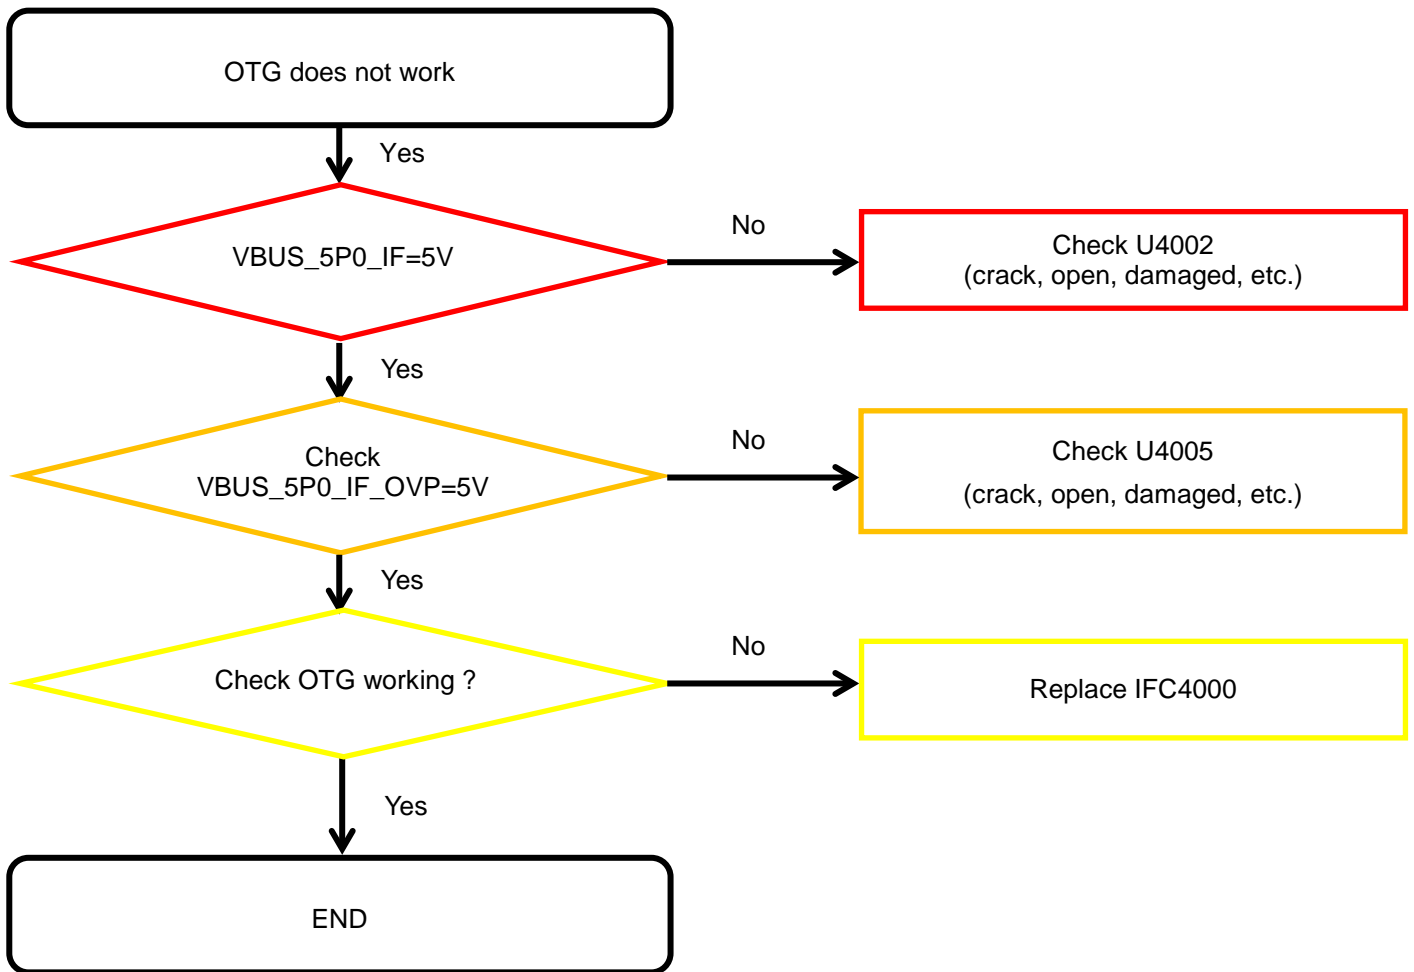 OTG does not work
Yes
VBUS_5P0_IF=5V
No
Check U4002
(crack, open, damaged, etc.)
Yes
Check
VBUS_5P0_IF_OVP=5V
No
Check U4005
(crack, open, damaged, etc.)
Yes
Check OTG working ?
No
Replace IFC4000
Yes
END